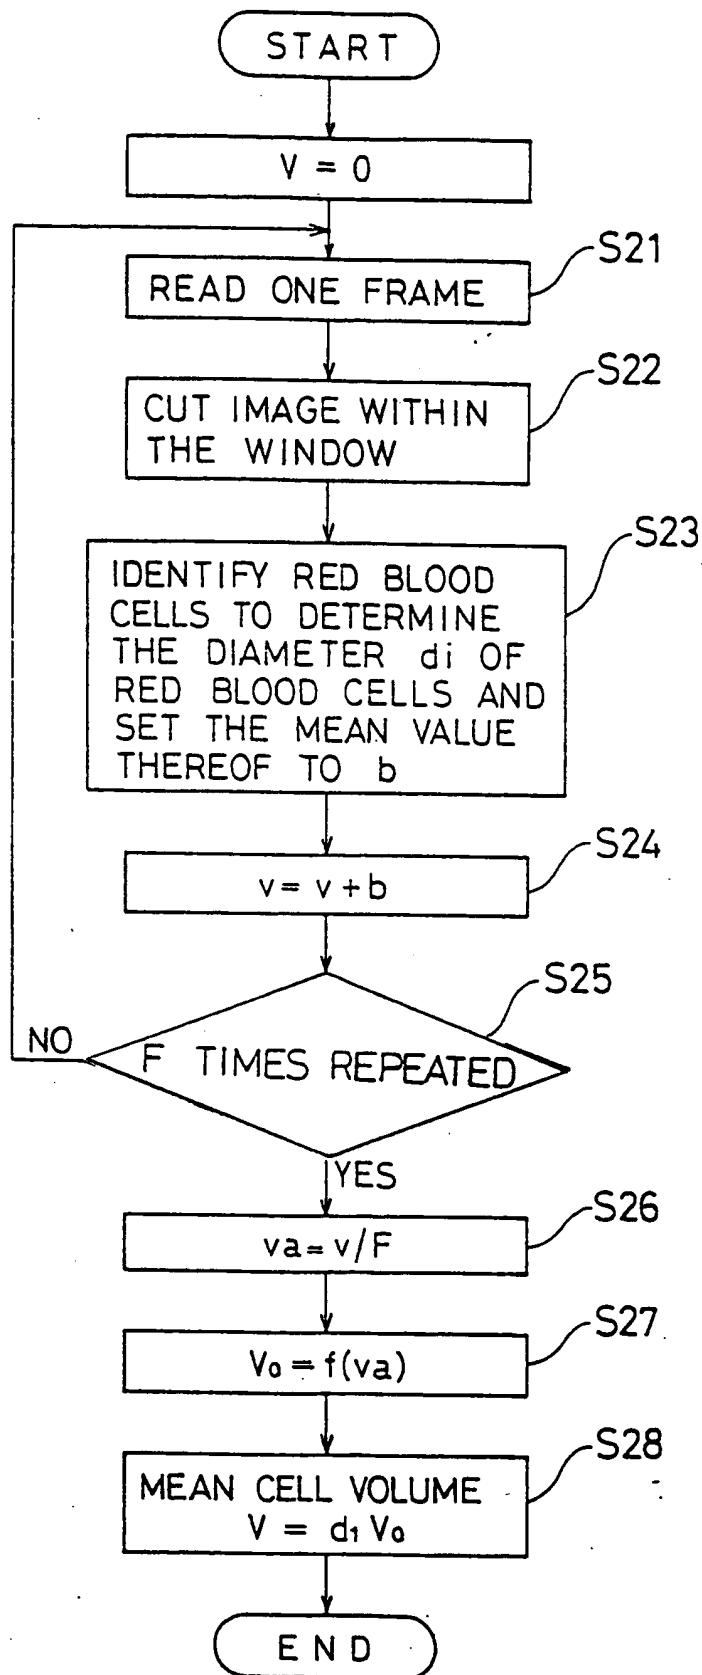 START
V = 0
S21
READ ONE FRAME
S22
CUT IMAGE WITHIN
THE WINDOW
S23
IDENTIFY RED BLOOD
CELLS TO DETERMINE
THE DIAMETER di OF
RED BLOOD CELLS AND
SET THE MEAN VALUE
THEREOF TO b
S24
v = v + b
S25
NO
F TIMES REPEATED
YES
S26
va = v/F
S27
V₀ = f(va)
S28
MEAN CELL VOLUME
V = d₁ V₀
END